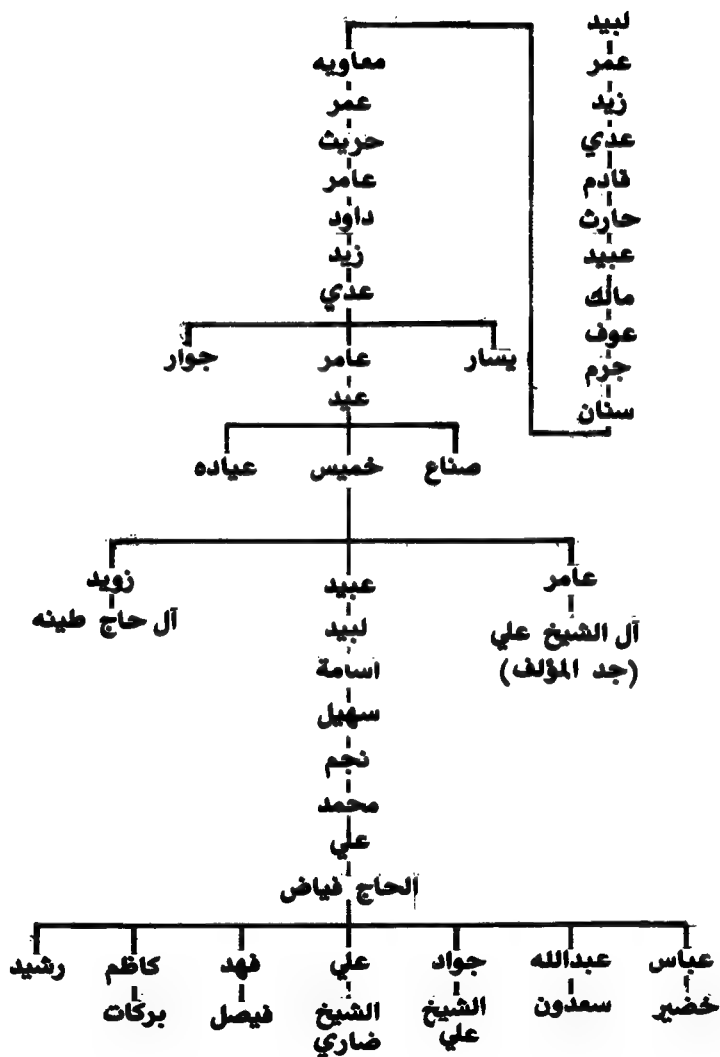 لبيد
عمر
زيد
عدي
قادم
حارث
عبيد
مالك
عوف
جرم
سنان
معاويه
عمر
حريث
عامر
داود
زيد
عدي
يسار عامر جوار
عيد
صناع خميس عياده
عامر عبيد زويد
آل الشيخ علي لبيد آل حاج طينه
(جد المؤلف) اسامة
سهيل
نجم
محمد
علي
الحاج فياض
عباس عبدالله جواد علي فهد كاظم رشيد
خضير سعدون الشيخ الشيخ فيصل بركات
علي ضاري